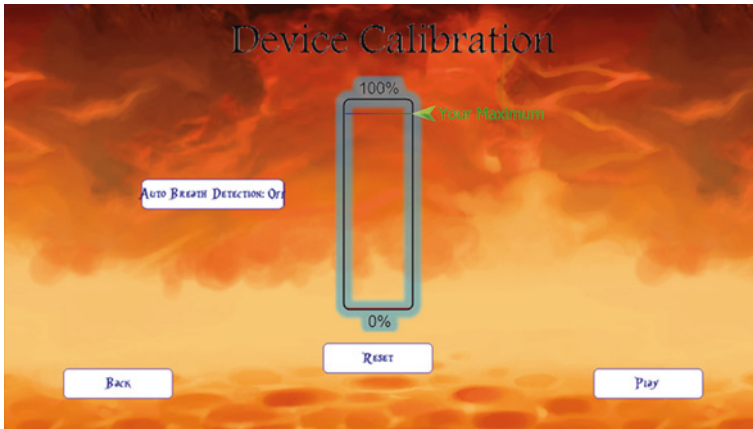 Device Calibration
100%
Your Maximum
Auto Breath Detection: Off
0%
Reset
Back
Play